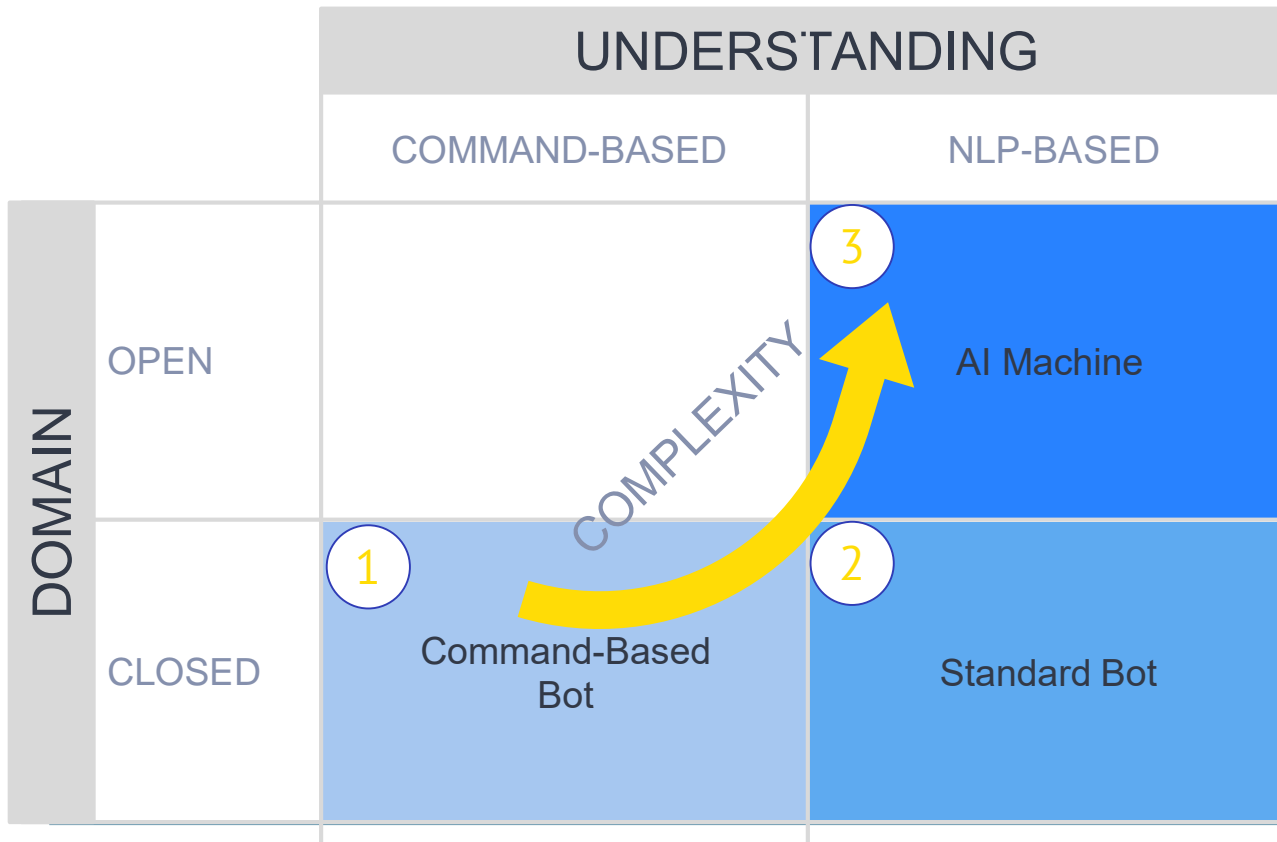 UNDERSTANDING
COMMAND-BASED
NLP-BASED
DOMAIN
OPEN
COMPLEXITY
3
AI Machine
CLOSED
1
Command-Based
Bot
2
Standard Bot